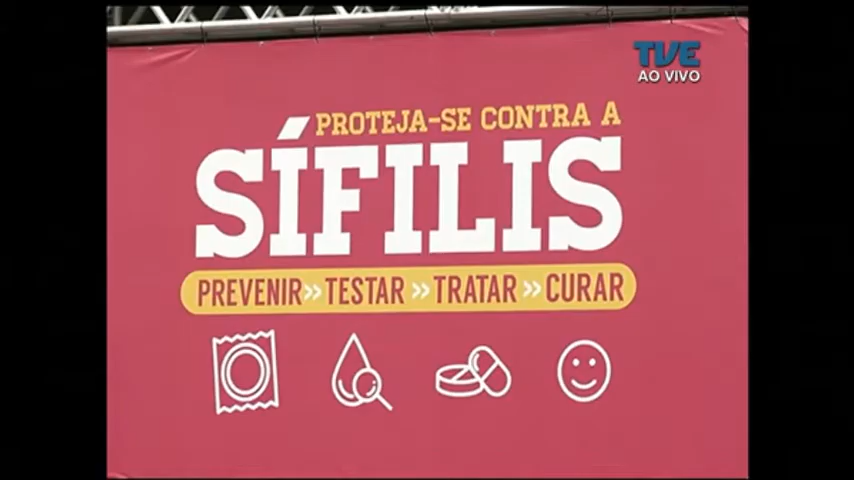 TVE
AO VIVO
PROTEJA-SE CONTRA A
SÍFILIS
PREVENIR » TESTAR » TRATAR » CURAR